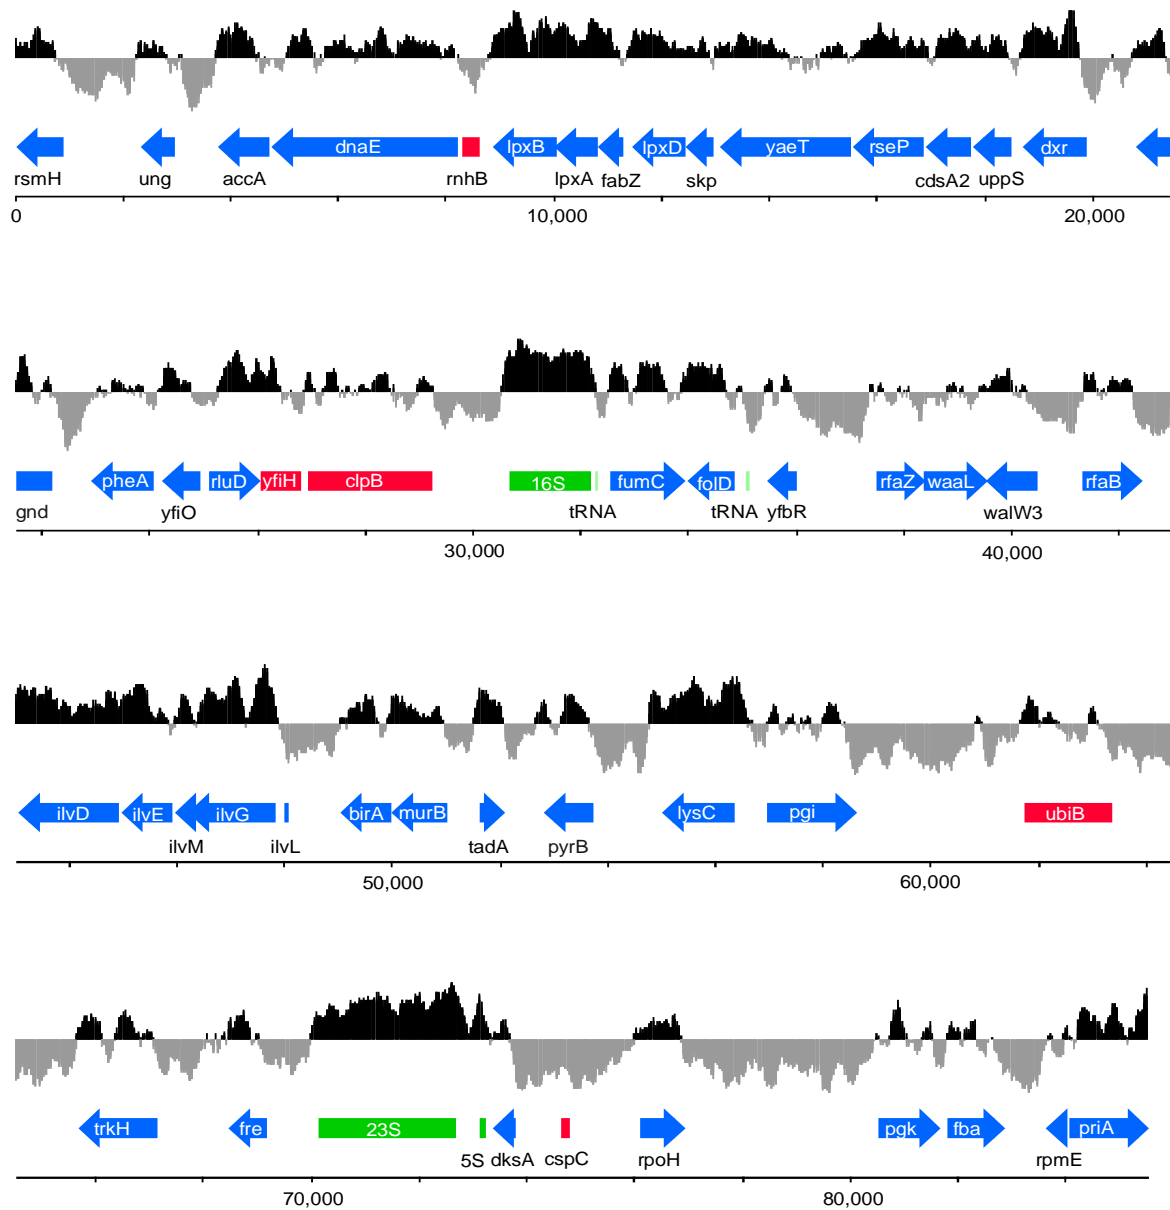 dnaE lpxB lpxD yaeT rseP dxr
rsmH ung accA rnhB lpxA fabZ skp cdsA2 uppS
0 10,000 20,000
pheA rluD yfiH clpB 16S fumC folD rfaZ waaL rfaB
gnd yfiO tRNA tRNA yfbR walW3
30,000 40,000
ilvD ilvE ilvG birA murB lysC pgi ubiB
ilvM ilvL tadA pyrB
50,000 60,000
trkH fre 23S pgk fba priA
5S dksA cspC rpoH rpmE
70,000 80,000